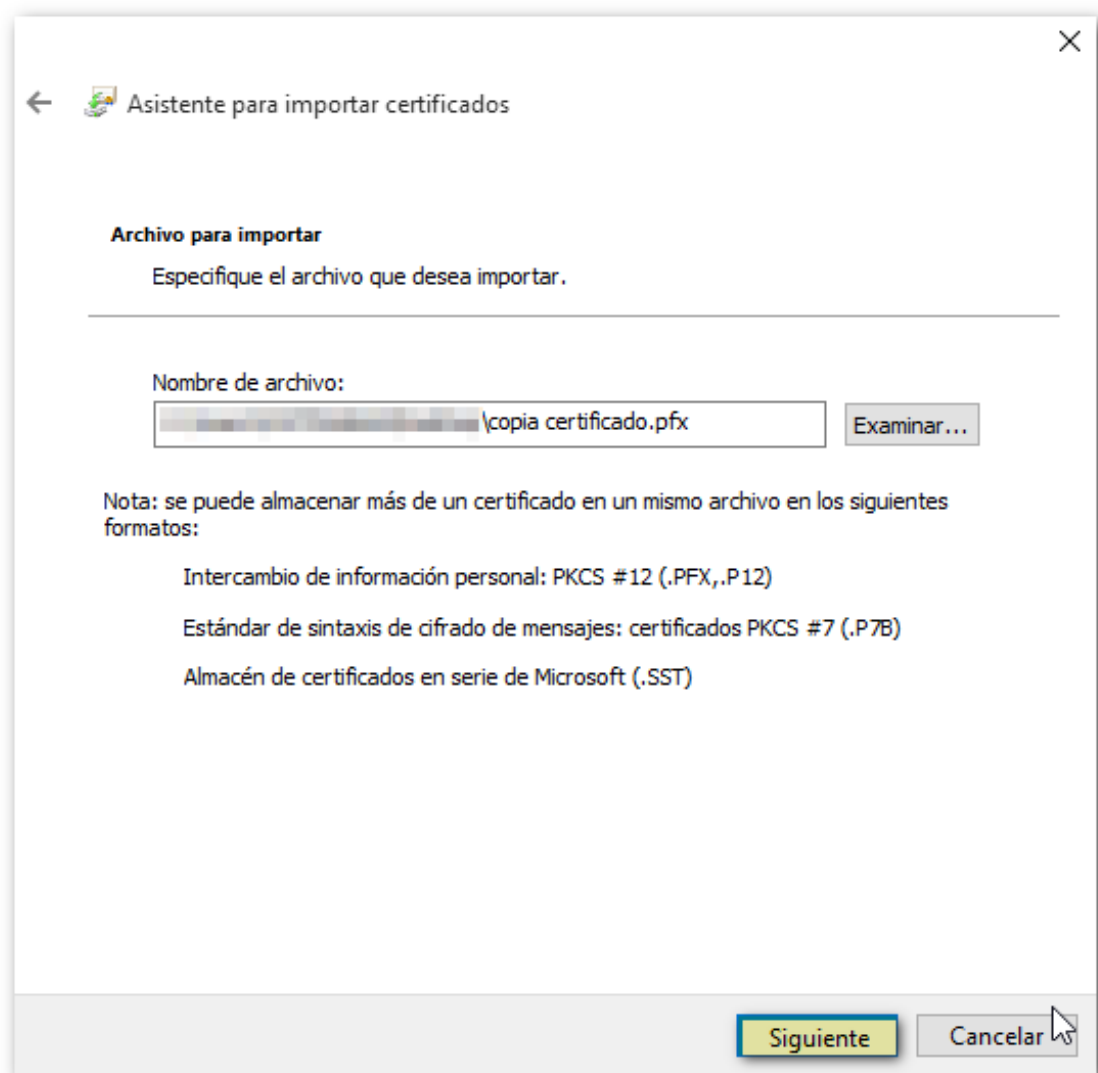 Asistente para importar certificados
Archivo para importar
Especifique el archivo que desea importar.
Nombre de archivo:
\copia certificado.pfx
Examinar...
Nota: se puede almacenar más de un certificado en un mismo archivo en los siguientes
formatos:
Intercambio de información personal: PKCS #12 (.PFX,.P12)
Estándar de sintaxis de cifrado de mensajes: certificados PKCS #7 (.P7B)
Almacén de certificados en serie de Microsoft (.SST)
Siguiente
Cancelar